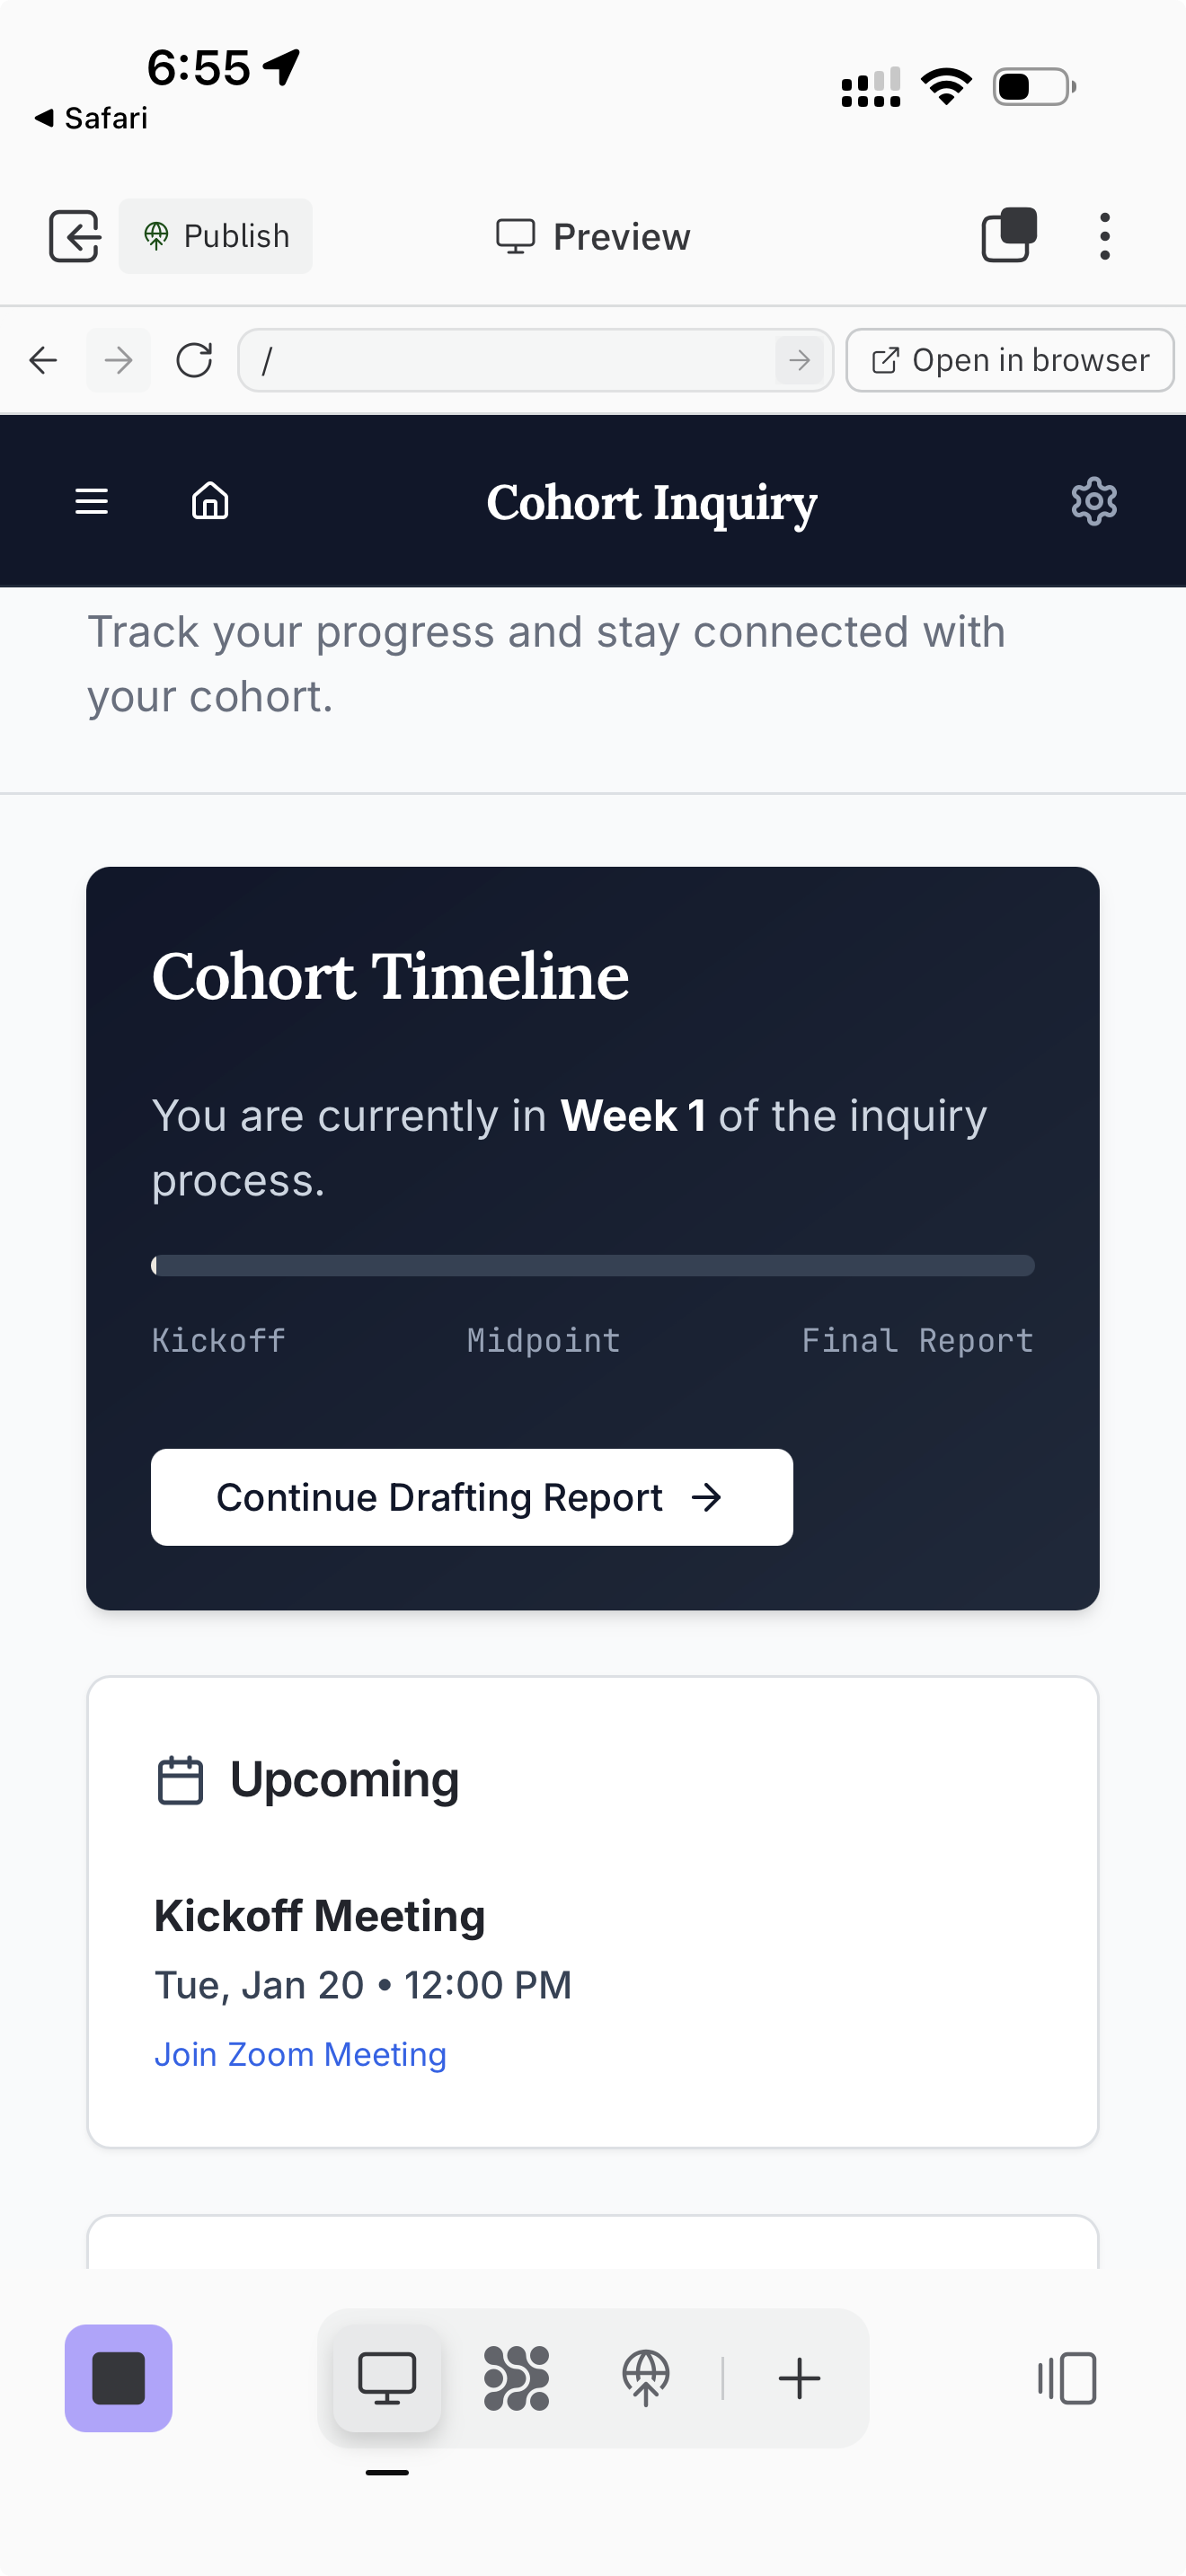 6:55
Safari
Publish
Preview
/
Open in browser
Cohort Inquiry
Track your progress and stay connected with
your cohort.
Cohort Timeline
You are currently in Week 1 of the inquiry
process.
Kickoff Midpoint Final Report
Continue Drafting Report
Upcoming
Kickoff Meeting
Tue, Jan 20 • 12:00 PM
Join Zoom Meeting